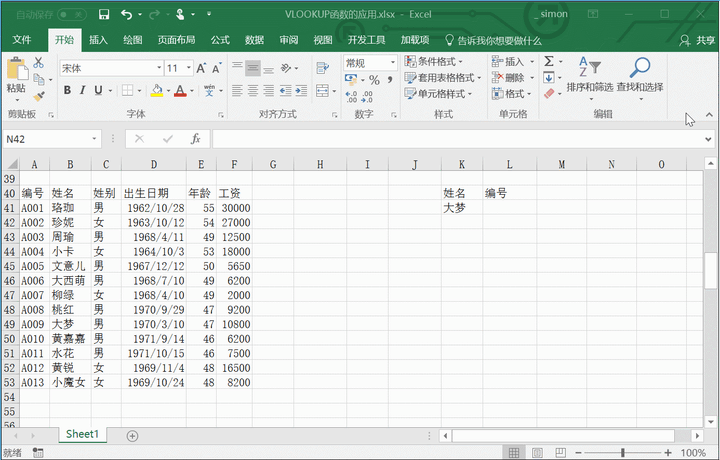 自动保存 VLOOKUP函数的应用.xlsx - Excel _simon
文件 开始 插入 绘图 页面布局 公式 数据 审阅 视图 开发工具 加载项 告诉我你想要做什么 共享
宋体 11 A A 常规 条件格式 插入 Σ
粘贴 B I U A wén文 % , 套用表格格式 删除 排序和筛选 查找和选择
单元格样式 格式
剪贴板 字体 对齐方式 数字 样式 单元格 编辑
N42 fx
A B C D E F G H I J K L M N O
39
40 编号 姓名 姓别 出生日期 年龄 工资 姓名 编号
41 A001 珞珈 男 1962/10/28 55 30000 大梦
42 A002 珍妮 女 1963/10/12 54 27000
43 A003 周瑜 男 1968/4/11 49 12500
44 A004 小卡 女 1964/10/3 53 18000
45 A005 文意儿 男 1967/12/12 50 5650
46 A006 大西萌 男 1968/7/10 49 6200
47 A007 柳绿 女 1968/4/10 49 2000
48 A008 桃红 男 1970/9/29 47 9200
49 A009 大梦 男 1970/3/10 47 10800
50 A010 黄嘉嘉 男 1971/9/14 46 6200
51 A011 水花 男 1971/10/15 46 7500
52 A012 黄锐 女 1969/11/4 48 16500
53 A013 小魔女 女 1969/10/24 48 8200
54
55
56
Sheet1
就绪 100%